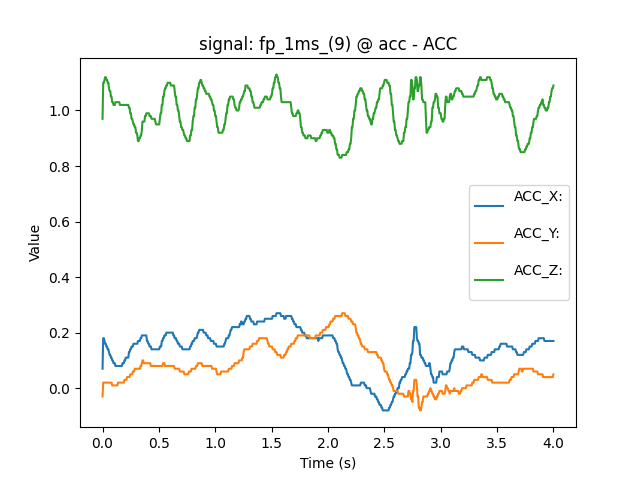 signal: fp_1ms_(9) @ acc - ACC
1.0
0.8
0.6
0.4
0.2
0.0
Value
ACC_X:
ACC_Y:
ACC_Z:
0.0 0.5 1.0 1.5 2.0 2.5 3.0 3.5 4.0
Time (s)